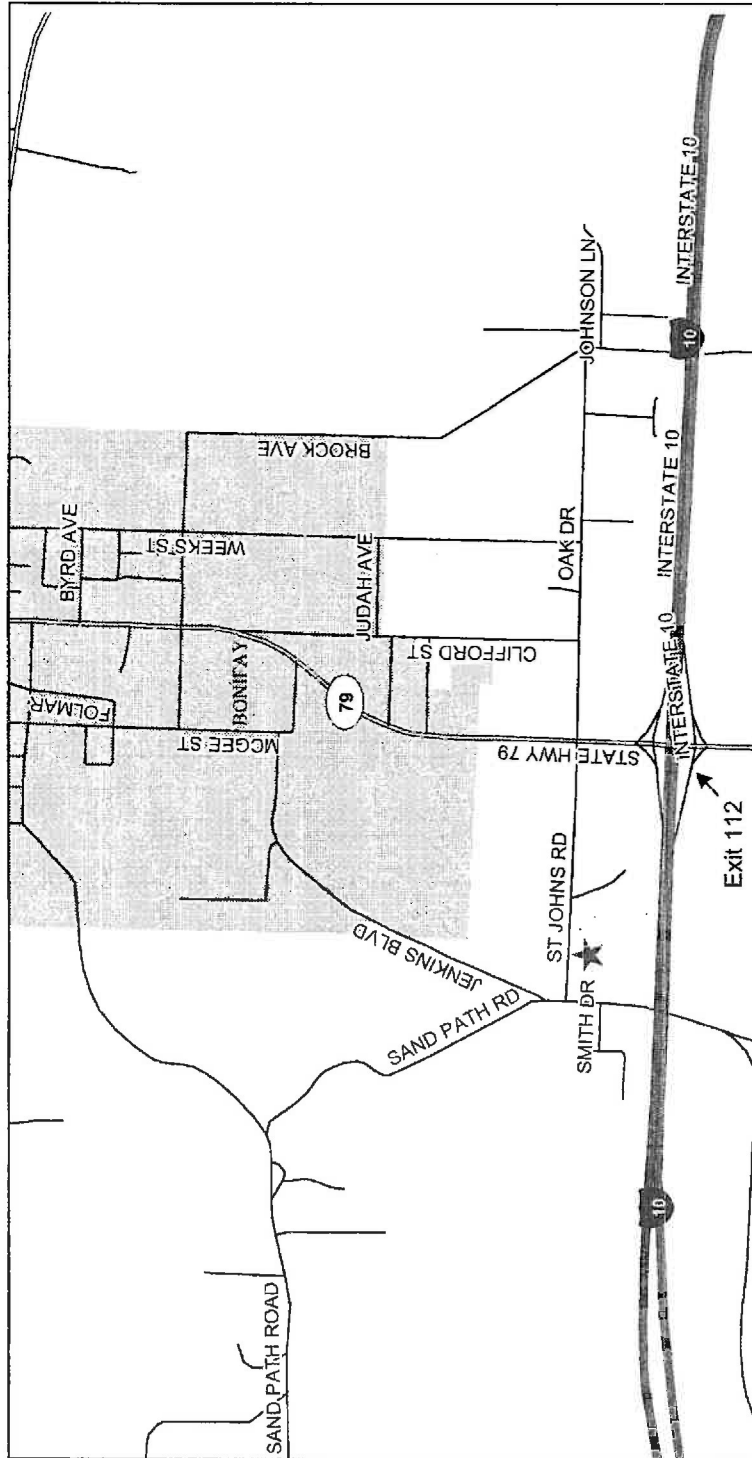 BYRD AVE
FOLMAR
WEEKS ST
BROCK AVE
BONIFAY
MCGEE ST
JUDAH AVE
79
CLIFFORD ST
JENKINS BLVD
SAND PATH RD
SAND PATH ROAD
STATE HWY 79
ST JOHNS RD
OAK DR
JOHNSON LN
SMITH DR
INTERSTATE 10
INTERSTATE 10
INTERSTATE 10
10
10
Exit 112